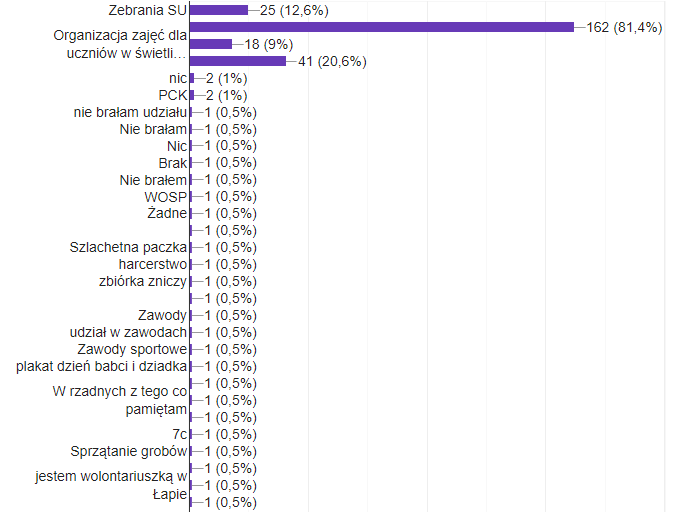 Zebrania SU
25 (12,6%)
162 (81,4%)
Organizacja zajęć dla
uczniów w świetli…
18 (9%)
41 (20,6%)
nic
2 (1%)
PCK
2 (1%)
nie brałam udziału
1 (0,5%)
Nie brałam
1 (0,5%)
Nic
1 (0,5%)
Brak
1 (0,5%)
Nie brałem
1 (0,5%)
WOSP
1 (0,5%)
Żadne
1 (0,5%)
1 (0,5%)
Szlachetna paczka
1 (0,5%)
harcerstwo
1 (0,5%)
zbiórka zniczy
1 (0,5%)
1 (0,5%)
Zawody
1 (0,5%)
udział w zawodach
1 (0,5%)
Zawody sportowe
1 (0,5%)
plakat dzień babci i dziadka
1 (0,5%)
1 (0,5%)
W rzadnych z tego co
pamiętam
1 (0,5%)
1 (0,5%)
7c
1 (0,5%)
Sprzątanie grobów
1 (0,5%)
1 (0,5%)
jestem wolontariuszką w
Łapie
1 (0,5%)
1 (0,5%)